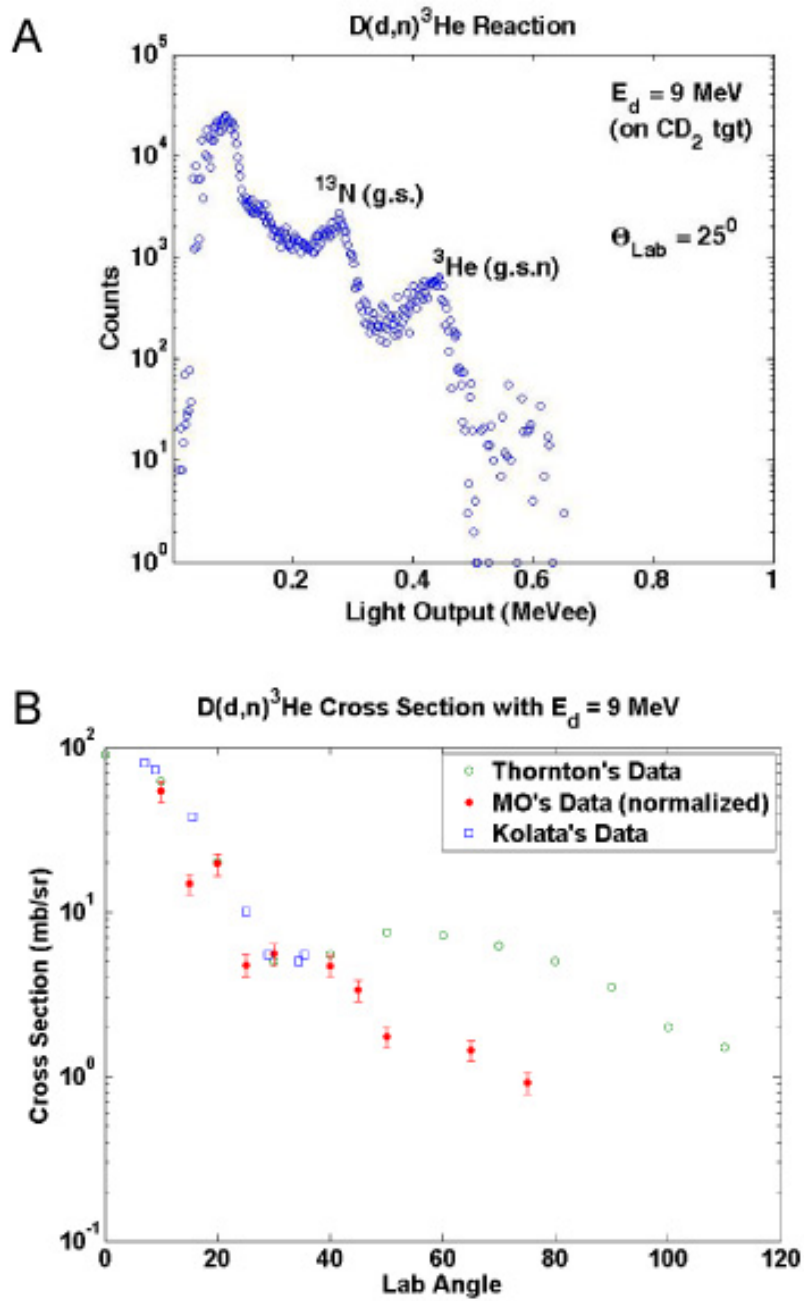 A
D(d,n)³He Reaction
10⁵
10⁴
10³
10²
10¹
10⁰
Counts
E_d = 9 MeV
(on CD₂ tgt)
Θ_Lab = 25⁰
¹³N (g.s.)
³He (g.s.n)
0.2 0.4 0.6 0.8 1
Light Output (MeVee)
B
D(d,n)³He Cross Section with E_d = 9 MeV
10²
10¹
10⁰
10⁻¹
Cross Section (mb/sr)
Thornton's Data
MO's Data (normalized)
Kolata's Data
0 20 40 60 80 100 120
Lab Angle